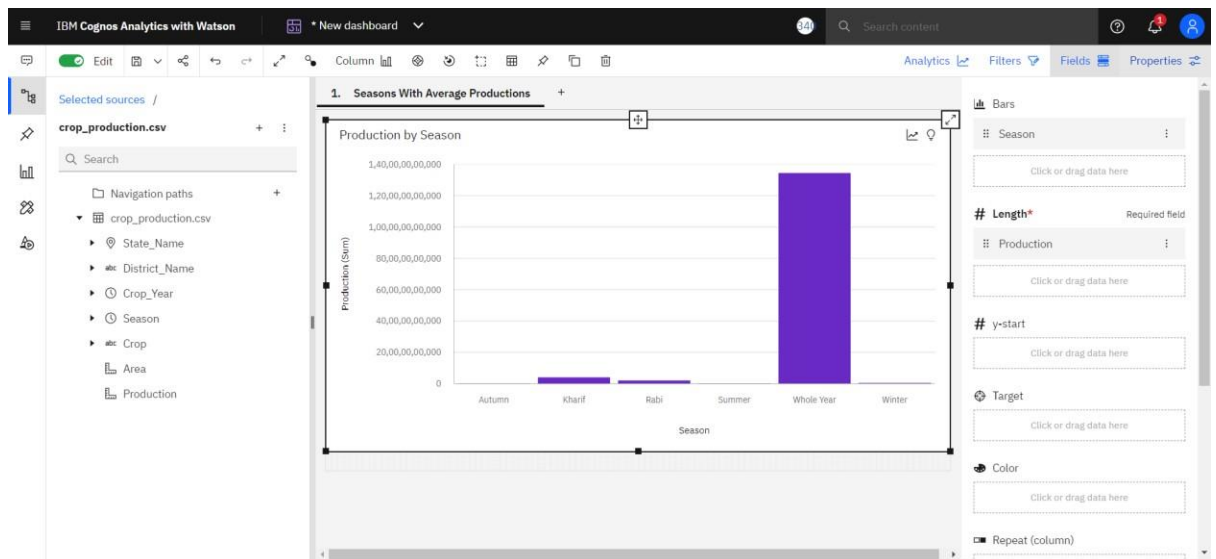 IBM Cognos Analytics with Watson
* New dashboard
Search content
1
Edit
Column
Analytics
Filters
Fields
Properties
Selected sources /
crop_production.csv
Search
Navigation paths
crop_production.csv
State_Name
abc District_Name
Crop_Year
Season
abc Crop
Area
Production
1. Seasons With Average Productions
Production by Season
Production (Sum)
1,40,00,00,00,000
1,20,00,00,00,000
1,00,00,00,00,000
80,00,00,00,000
60,00,00,00,000
40,00,00,00,000
20,00,00,00,000
0
Autumn Kharif Rabi Summer Whole Year Winter
Season
Bars
Season
Click or drag data here
# Length* Required field
Production
Click or drag data here
# y-start
Click or drag data here
Target
Click or drag data here
Color
Click or drag data here
Repeat (column)